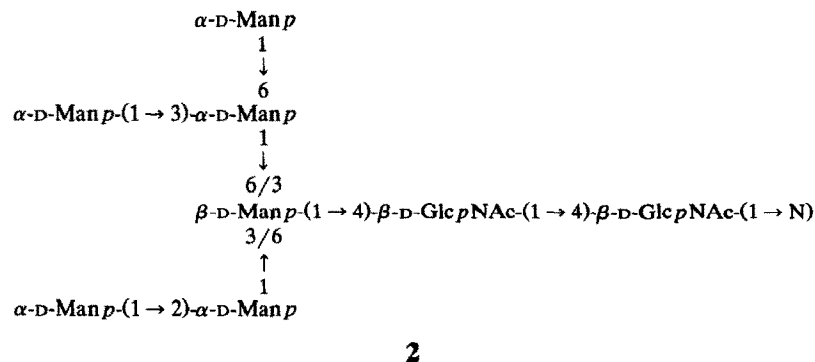 α-D-Manp
1
↓
6
α-D-Manp-(1 → 3)-α-D-Manp
1
↓
6/3
β-D-Manp-(1 → 4)-β-D-GlcpNAc-(1 → 4)-β-D-GlcpNAc-(1 → N)
3/6
↑
1
α-D-Manp-(1 → 2)-α-D-Manp
2